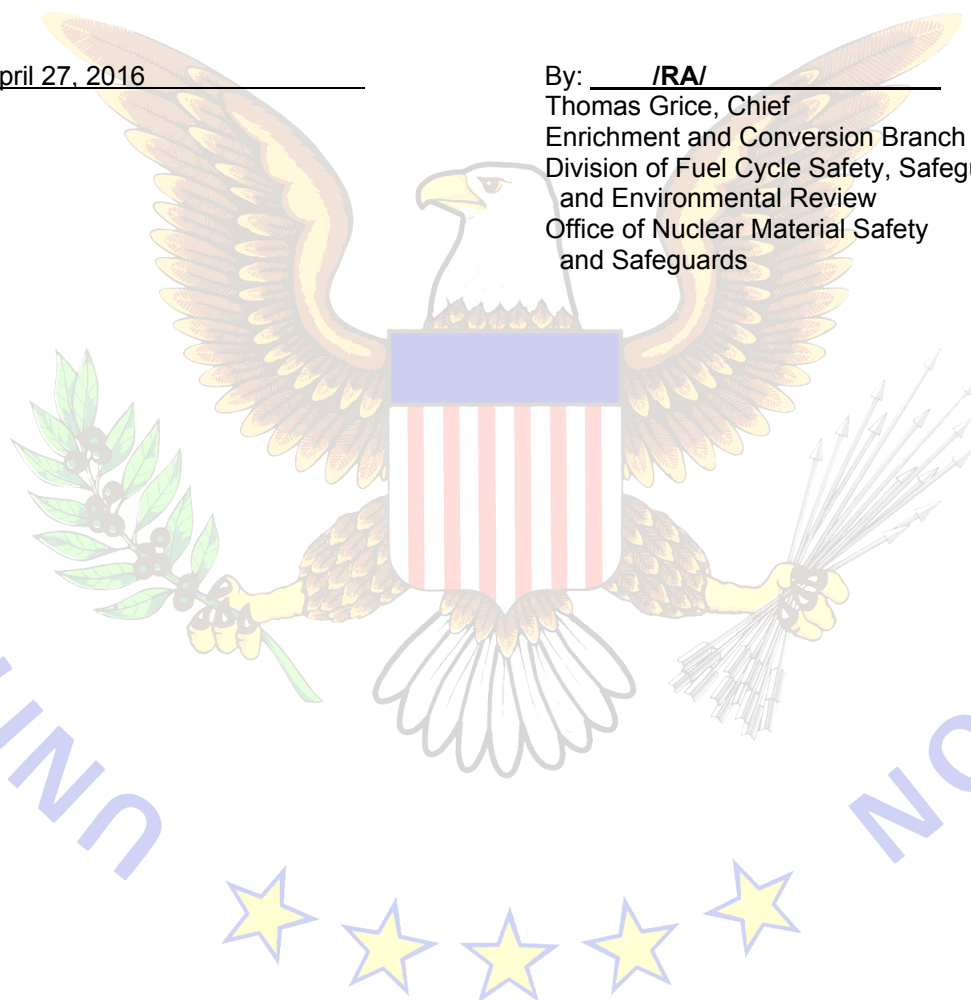 pril 27, 2016
By: /RA/
Thomas Grice, Chief
Enrichment and Conversion Branch
Division of Fuel Cycle Safety, Safegu
and Environmental Review
Office of Nuclear Material Safety
and Safeguards
UNI